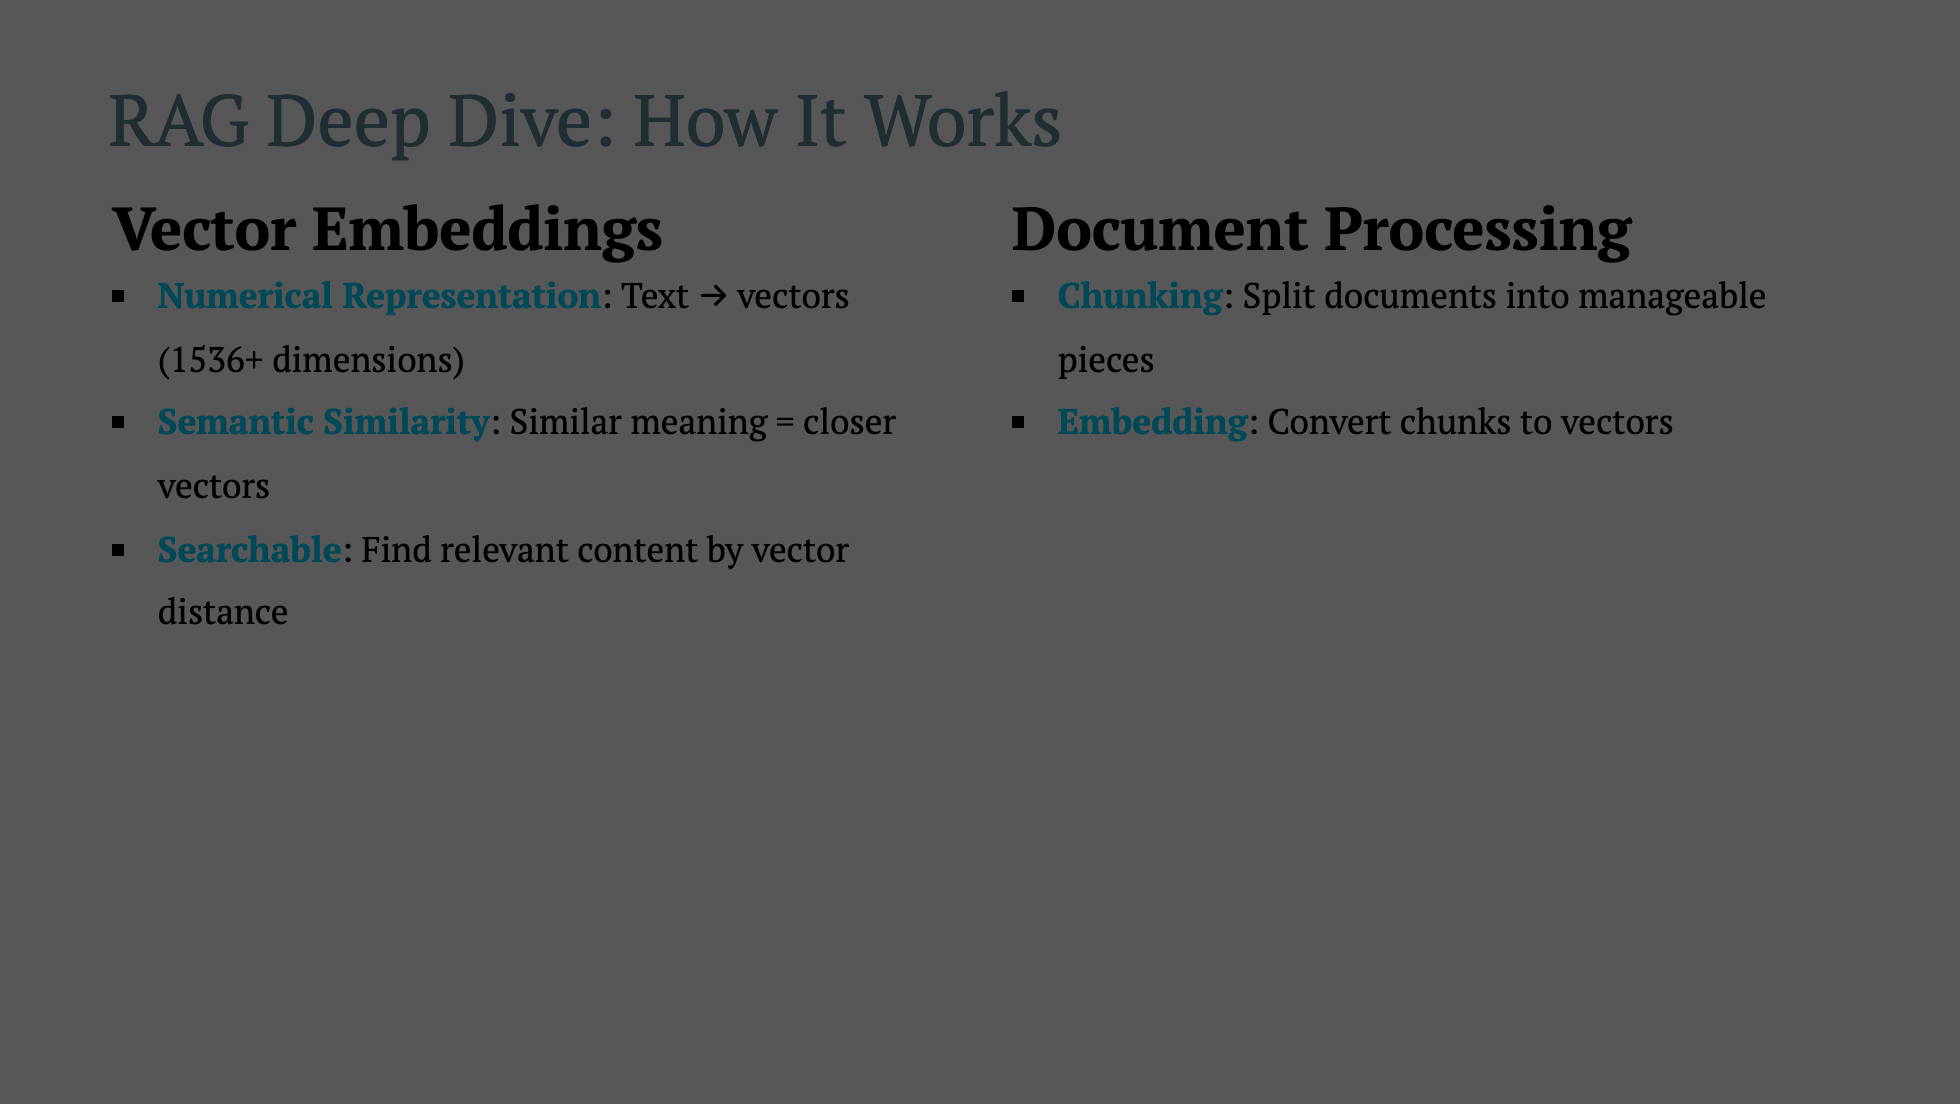 RAG Deep Dive: How It Works
Vector Embeddings
▪ Numerical Representation: Text → vectors
(1536+ dimensions)
▪ Semantic Similarity: Similar meaning = closer
vectors
▪ Searchable: Find relevant content by vector
distance
Document Processing
▪ Chunking: Split documents into manageable
pieces
▪ Embedding: Convert chunks to vectors